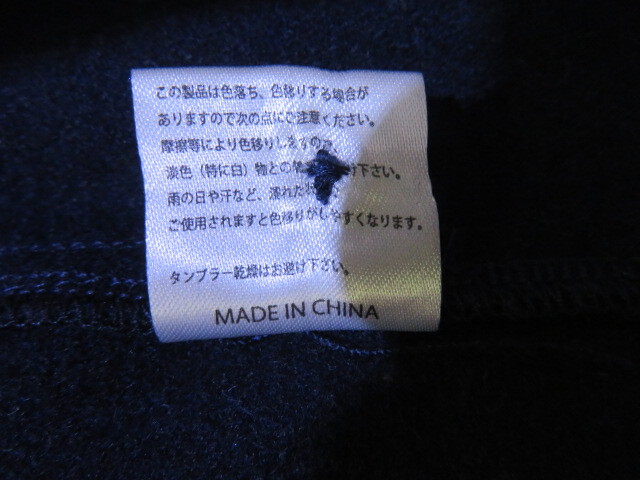 この製品は色落ち、色移りする場合が
ありますので次の点にご注意ください。
摩擦等により色移りしますの
淡色（特に白）物との け下さい。
雨の日や汗など、濡れた
ご使用されますと色移りがしやすくなります。
タンブラー乾燥はお避け下さい。
MADE IN CHINA